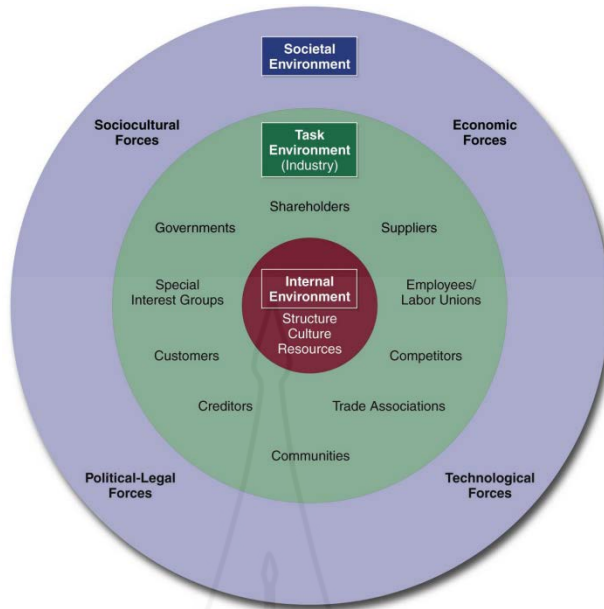 Societal
Environment
Sociocultural
Forces
Economic
Forces
Task
Environment
(Industry)
Shareholders
Governments
Suppliers
Special
Interest Groups
Internal
Environment
Structure
Culture
Resources
Employees/
Labor Unions
Customers
Competitors
Creditors
Trade Associations
Communities
Political-Legal
Forces
Technological
Forces